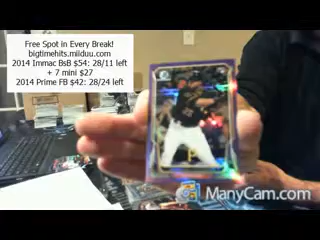 Free Spot in Every Break!
bigtimehits.milduu.com
2014 Immac BsB $54: 28/11 left
+ 7 mini $27
2014 Prime FB $42: 28/24 left
ManyCam.com